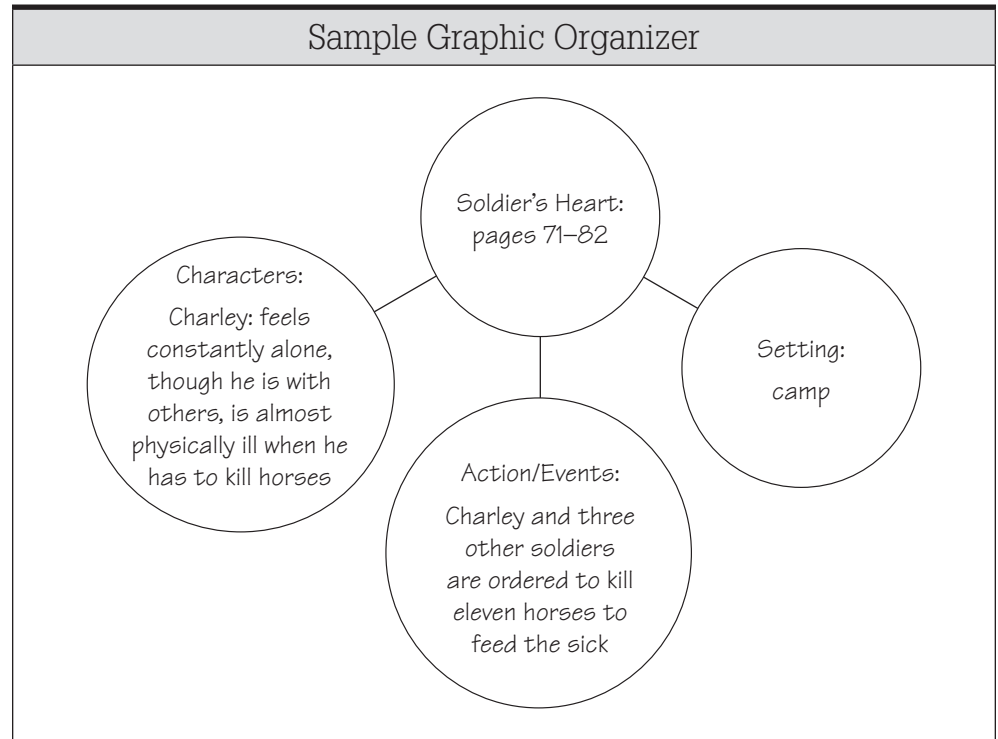 Sample Graphic Organizer
Soldier's Heart:
pages 71–82
Characters:
Charley: feels
constantly alone,
though he is with
others, is almost
physically ill when he
has to kill horses
Action/Events:
Charley and three
other soldiers
are ordered to kill
eleven horses to
feed the sick
Setting:
camp